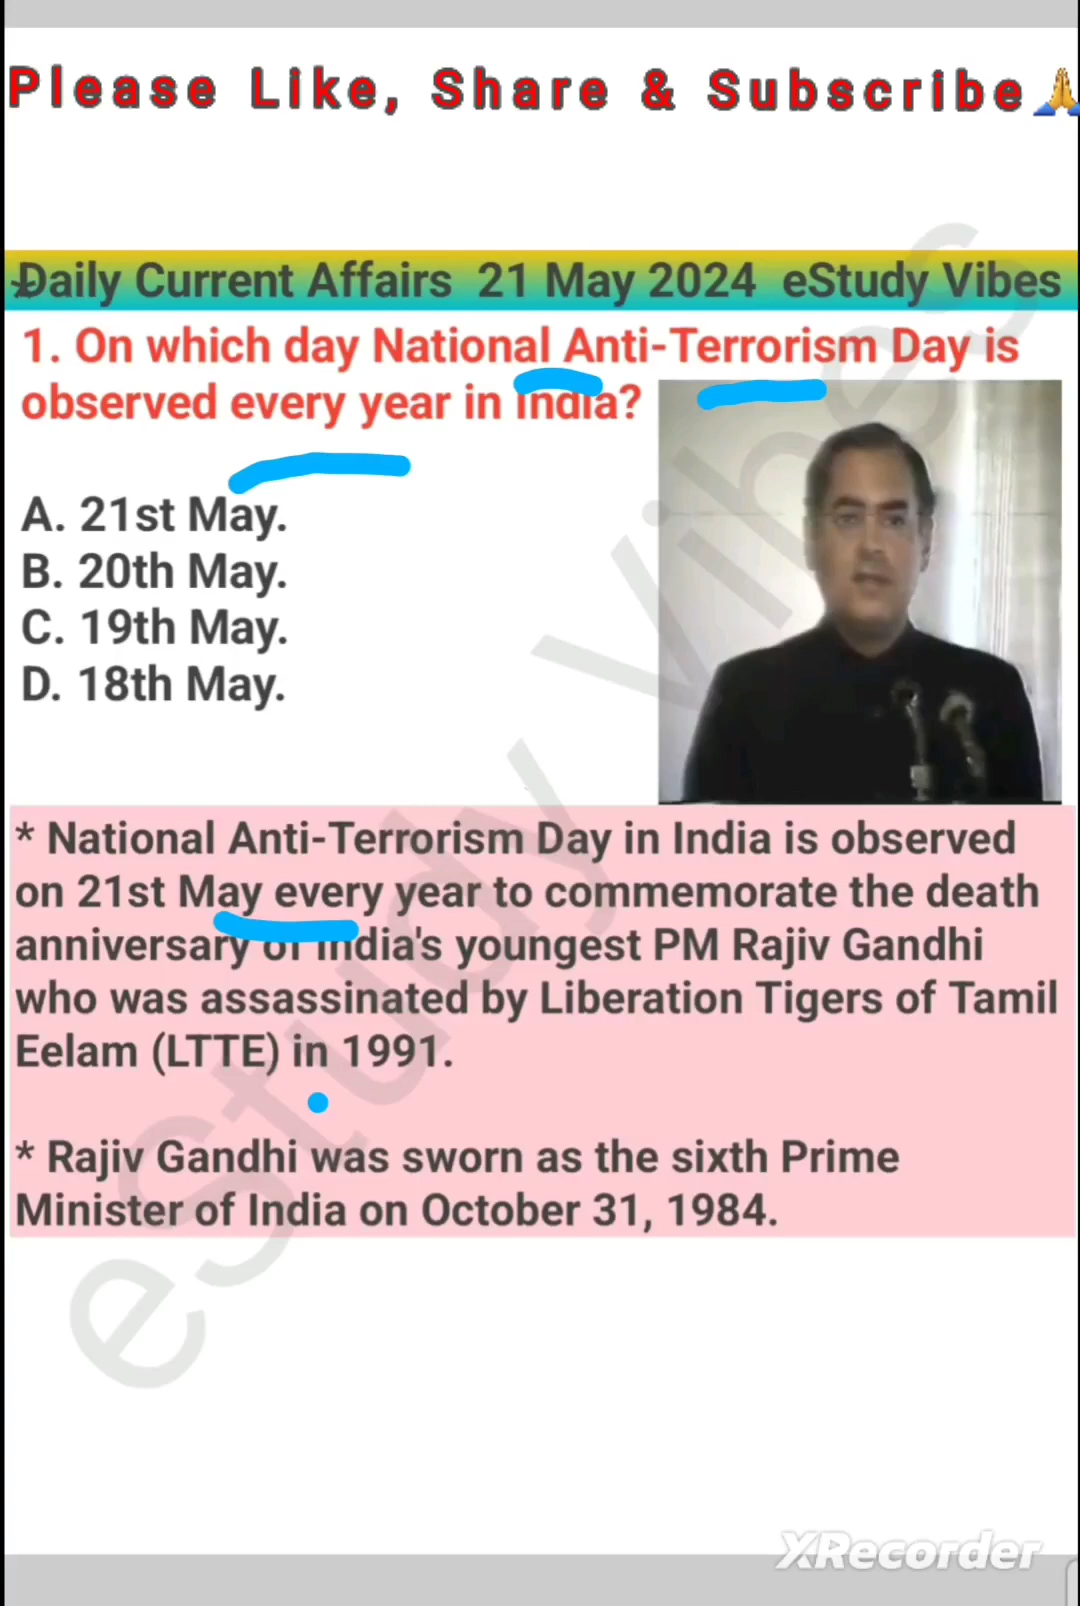 Please Like, Share & Subscribe🙏
Daily Current Affairs 21 May 2024 eStudy Vibes
1. On which day National Anti-Terrorism Day is
observed every year in India?
A. 21st May.
B. 20th May.
C. 19th May.
D. 18th May.
* National Anti-Terrorism Day in India is observed
on 21st May every year to commemorate the death
anniversary of India's youngest PM Rajiv Gandhi
who was assassinated by Liberation Tigers of Tamil
Eelam (LTTE) in 1991.
* Rajiv Gandhi was sworn as the sixth Prime
Minister of India on October 31, 1984.
eStudy Vibes
XRecorder